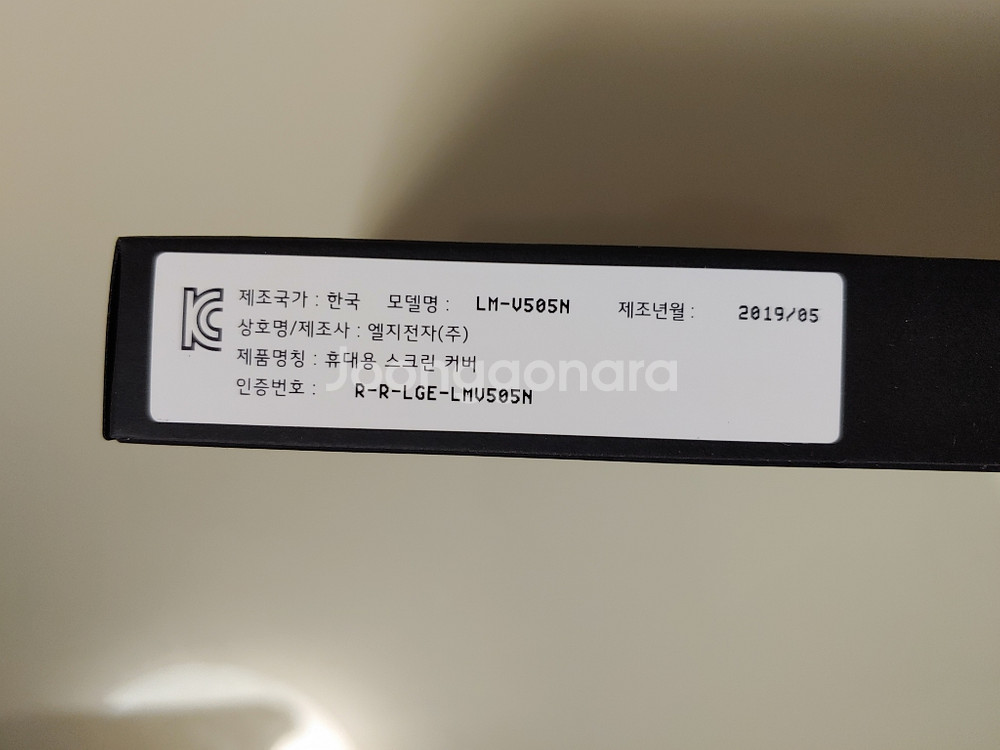 KC 제조국가 : 한국 모델명 : LM-V505N 제조년월 : 2019/05
상호명/제조사 : 엘지전자(주)
제품명칭 : 휴대용 스크린 커버
Joongaonara
인증번호 : R-R-LGE-LMV505N